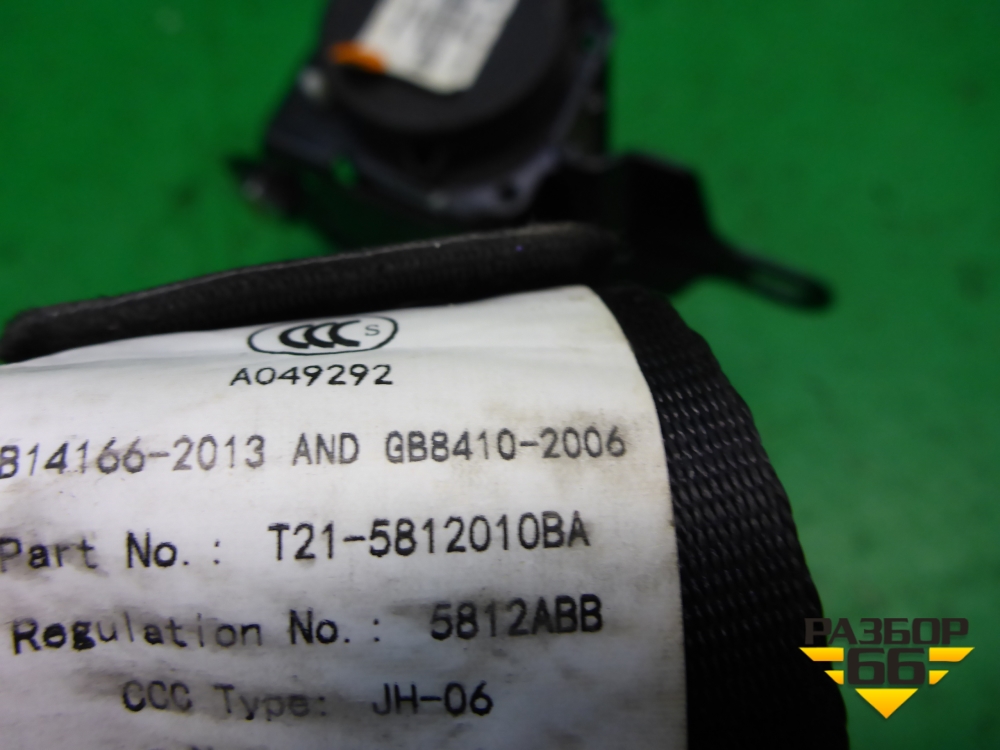 CCC S
A049292
B14166-2013 AND GB8410-2006
Part No.: T21-5812010BA
Regulation No.: 5812ABB
CCC Type: JH-06
РАЗБОР
66